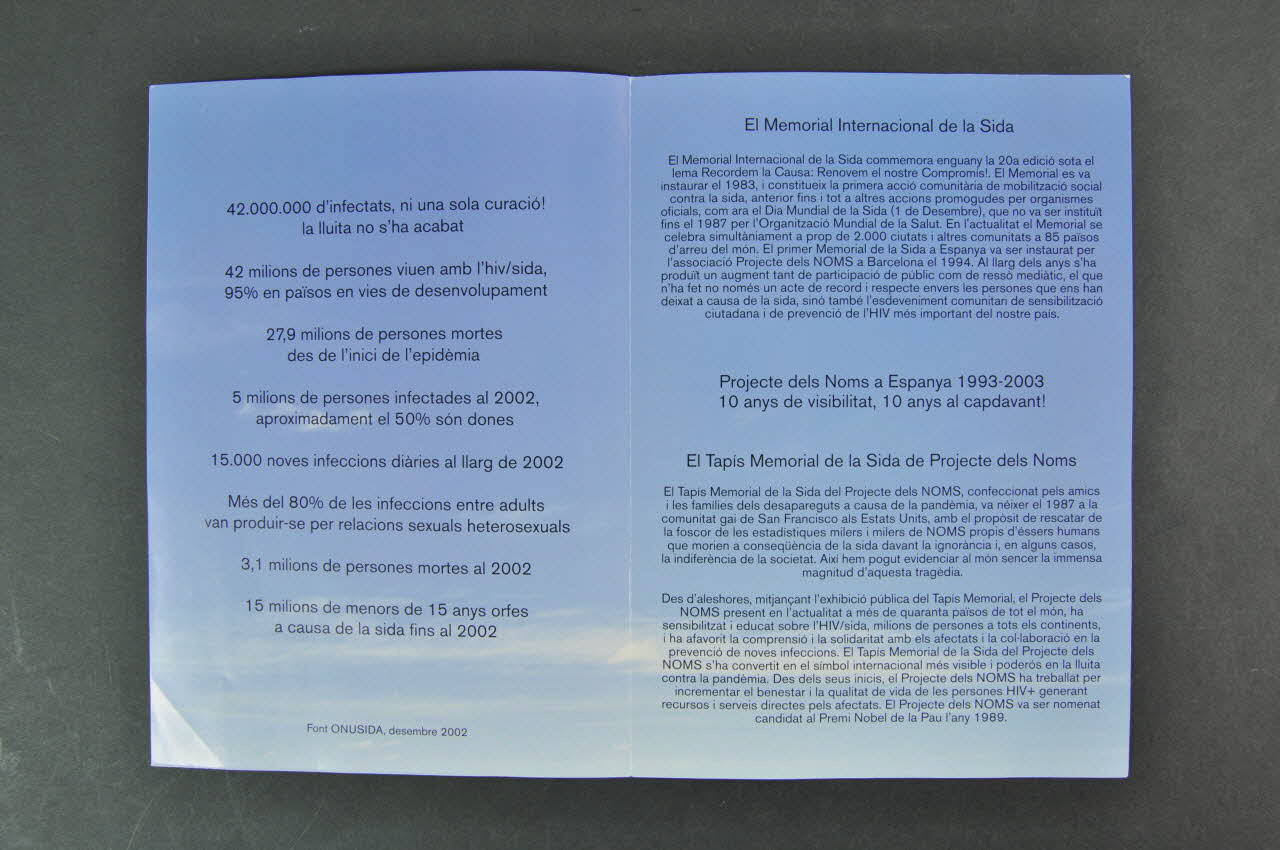 42.000.000 d'infectats, ni una sola curació!
la lluita no s'ha acabat
42 milions de persones viuen amb l'hiv/sida,
95% en països en vies de desenvolupament
27,9 milions de persones mortes
des de l'inici de l'epidèmia
5 milions de persones infectades al 2002,
aproximadament el 50% són dones
15.000 noves infeccions diàries al llarg de 2002
Més del 80% de les infeccions entre adults
van produir-se per relacions sexuals heterosexuals
3,1 milions de persones mortes al 2002
15 milions de menors de 15 anys orfes
a causa de la sida fins al 2002
Font ONUSIDA, desembre 2002
El Memorial Internacional de la Sida
El Memorial Internacional de la Sida commemora enguany la 20a edició sota el
lema Recordem la Causa: Renovem el nostre Compromís!. El Memorial es va
instaurar el 1983, i constitueix la primera acció comunitària de mobilització social
contra la sida, anterior fins i tot a altres accions promogudes per organismes
oficials, com ara el Dia Mundial de la Sida (1 de Desembre), que no va ser instituït
fins el 1987 per l'Organització Mundial de la Salut. En l'actualitat el Memorial se
celebra simultàniament a prop de 2.000 ciutats i altres comunitats a 85 països
d'arreu del món. El primer Memorial de la Sida a Espanya va ser instaurat per
l'associació Projecte dels NOMS a Barcelona el 1994. Al llarg dels anys s'ha
produït un augment tant de participació de públic com de ressò mediàtic, el que
n'ha fet no només un acte de record i respecte envers les persones que ens han
deixat a causa de la sida, sinó també l'esdeveniment comunitari de sensibilització
ciutadana i de prevenció de l'HIV més important del nostre país.
Projecte dels Noms a Espanya 1993-2003
10 anys de visibilitat, 10 anys al capdavant!
El Tapís Memorial de la Sida de Projecte dels Noms
El Tapís Memorial de la Sida del Projecte dels NOMS, confeccionat pels amics
i les famílies dels desapareguts a causa de la pandèmia, va néixer el 1987 a la
comunitat gai de San Francisco als Estats Units, amb el propòsit de rescatar de
la foscor de les estadístiques milers i milers de NOMS propis d'éssers humans
que morien a conseqüència de la sida davant la ignorància i, en alguns casos,
la indiferència de la societat. Així hem pogut evidenciar al món sencer la immensa
magnitud d'aquesta tragèdia.
Des d'aleshores, mitjançant l'exhibició pública del Tapís Memorial, el Projecte dels
NOMS present en l'actualitat a més de quaranta països de tot el món, ha
sensibilitat i educat sobre l'HIV/sida, milions de persones a tots els continents,
i ha afavorit la comprensió i la solidaritat amb els afectats i la col·laboració en la
prevenció de noves infeccions. El Tapís Memorial de la Sida del Projecte dels
NOMS s'ha convertit en el símbol internacional més visible i poderós en la lluita
contra la pandèmia. Des dels seus inicis, el Projecte dels NOMS ha treballat per
incrementar el benestar i la qualitat de vida de les persones HIV+ generant
recursos i serveis directes pels afectats. El Projecte dels NOMS va ser nomenat
candidat al Premi Nobel de la Pau l'any 1989.